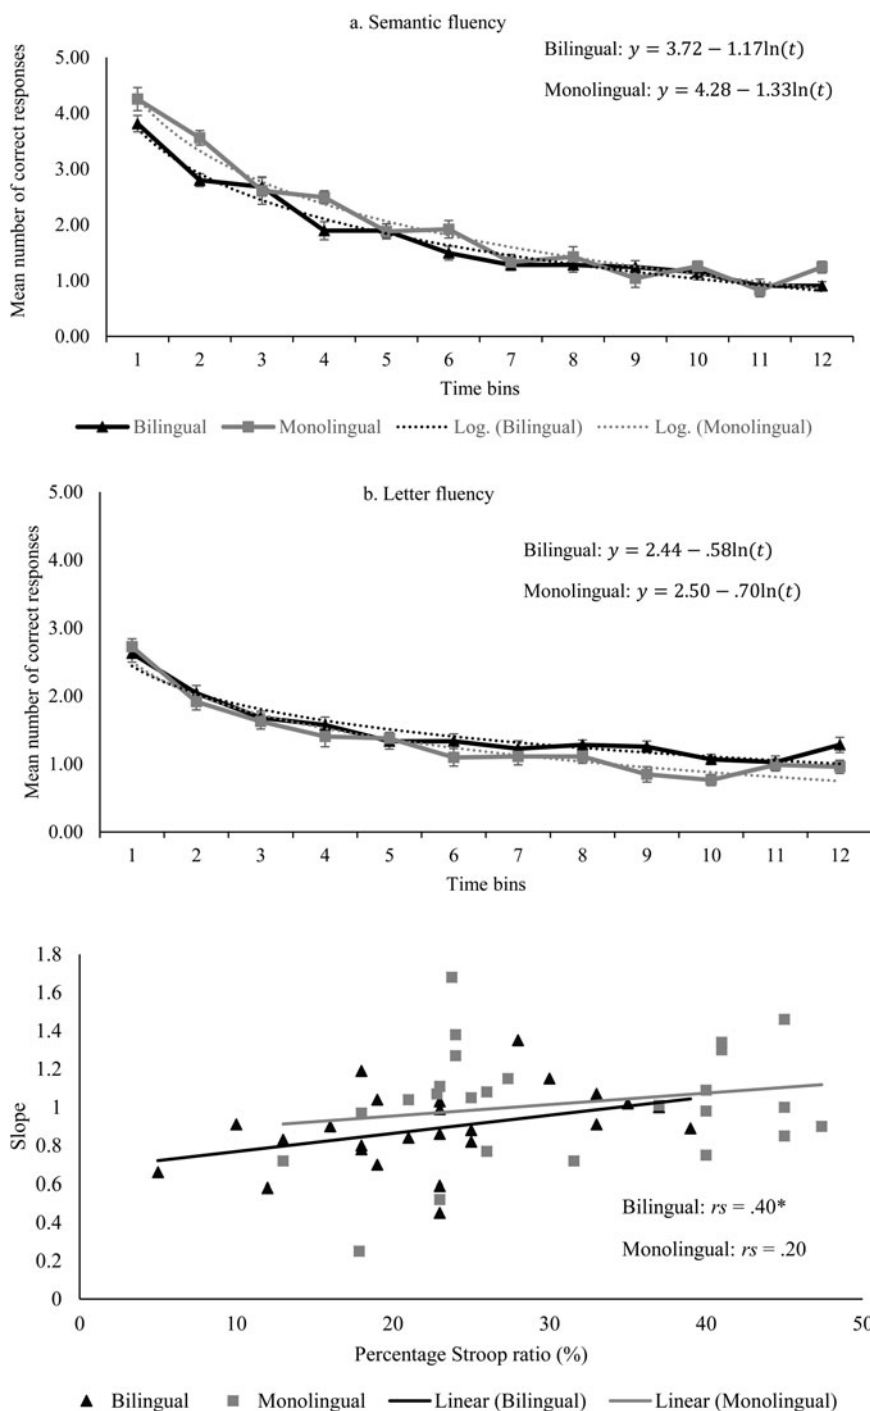 a. Semantic fluency
Bilingual: y = 3.72 − 1.17ln(t)
Monolingual: y = 4.28 − 1.33ln(t)
Mean number of correct responses
5.00
4.00
3.00
2.00
1.00
0.00
1 2 3 4 5 6 7 8 9 10 11 12
Time bins
Bilingual Monolingual Log. (Bilingual) Log. (Monolingual)
b. Letter fluency
Bilingual: y = 2.44 − .58ln(t)
Monolingual: y = 2.50 − .70ln(t)
Mean number of correct responses
5.00
4.00
3.00
2.00
1.00
0.00
1 2 3 4 5 6 7 8 9 10 11 12
Time bins
Slope
1.8
1.6
1.4
1.2
1
0.8
0.6
0.4
0.2
0
Bilingual: rs = .40*
Monolingual: rs = .20
0 10 20 30 40 50
Percentage Stroop ratio (%)
Bilingual Monolingual Linear (Bilingual) Linear (Monolingual)